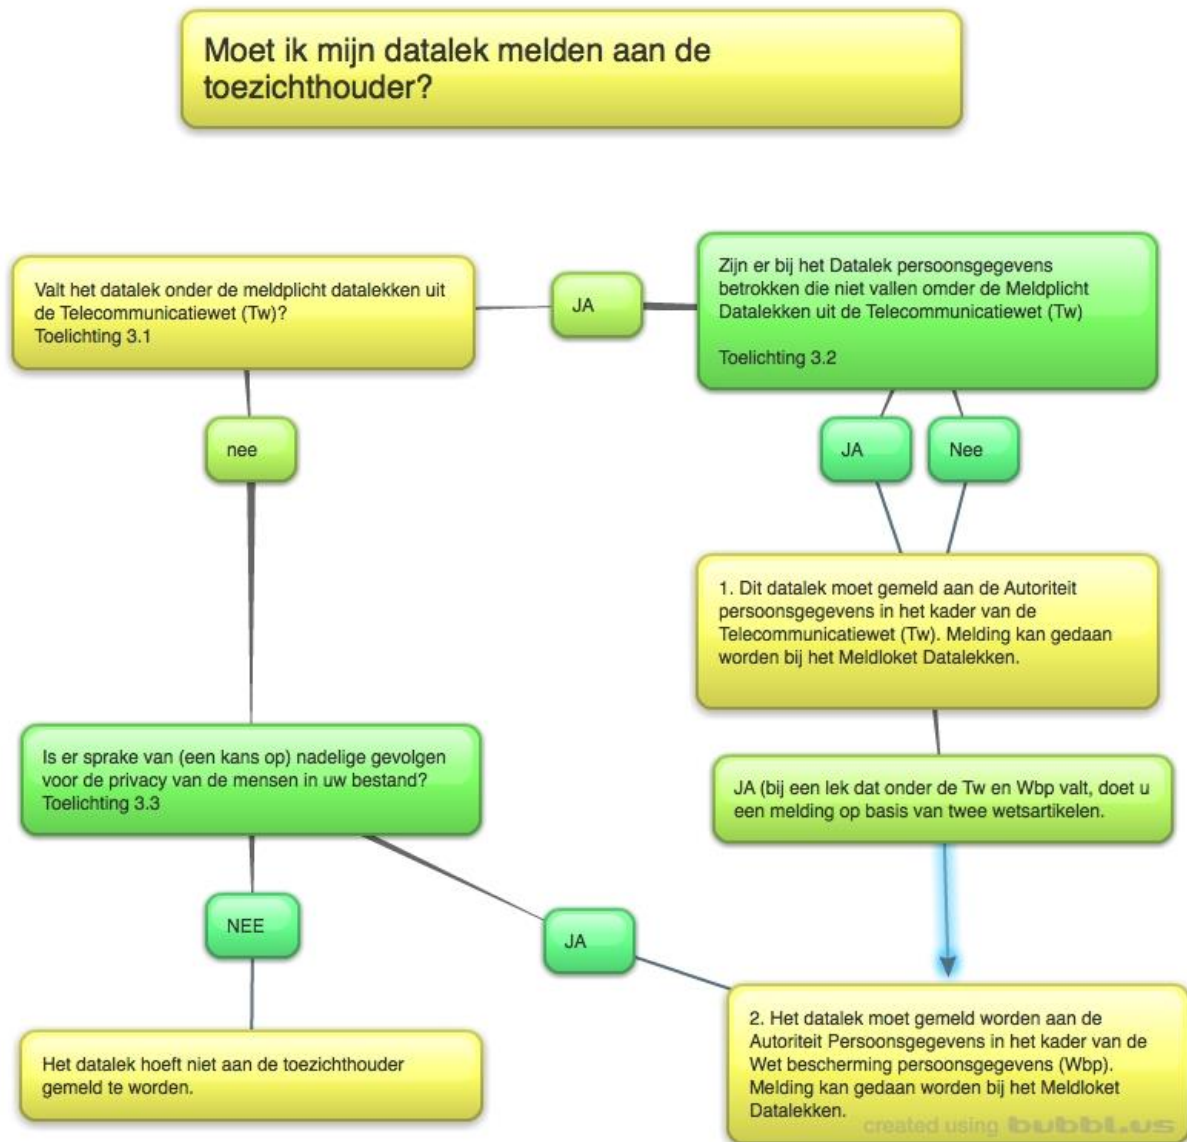 Moet ik mijn datalek melden aan de
toezichthouder?
Valt het datalek onder de meldplicht datalekken uit
de Telecommunicatiewet (Tw)?
Toelichting 3.1
JA
Zijn er bij het Datalek persoonsgegevens
betrokken die niet vallen omder de Meldplicht
Datalekken uit de Telecommunicatiewet (Tw)
Toelichting 3.2
nee
JA
Nee
1. Dit datalek moet gemeld aan de Autoriteit
persoonsgegevens in het kader van de
Telecommunicatiewet (Tw). Melding kan gedaan
worden bij het Meldloket Datalekken.
Is er sprake van (een kans op) nadelige gevolgen
voor de privacy van de mensen in uw bestand?
Toelichting 3.3
JA (bij een lek dat onder de Tw en Wbp valt, doet u
een melding op basis van twee wetsartikelen.
NEE
JA
Het datalek hoeft niet aan de toezichthouder
gemeld te worden.
2. Het datalek moet gemeld worden aan de
Autoriteit Persoonsgegevens in het kader van de
Wet bescherming persoonsgegevens (Wbp).
Melding kan gedaan worden bij het Meldloket
Datalekken.
created using bubbl.us